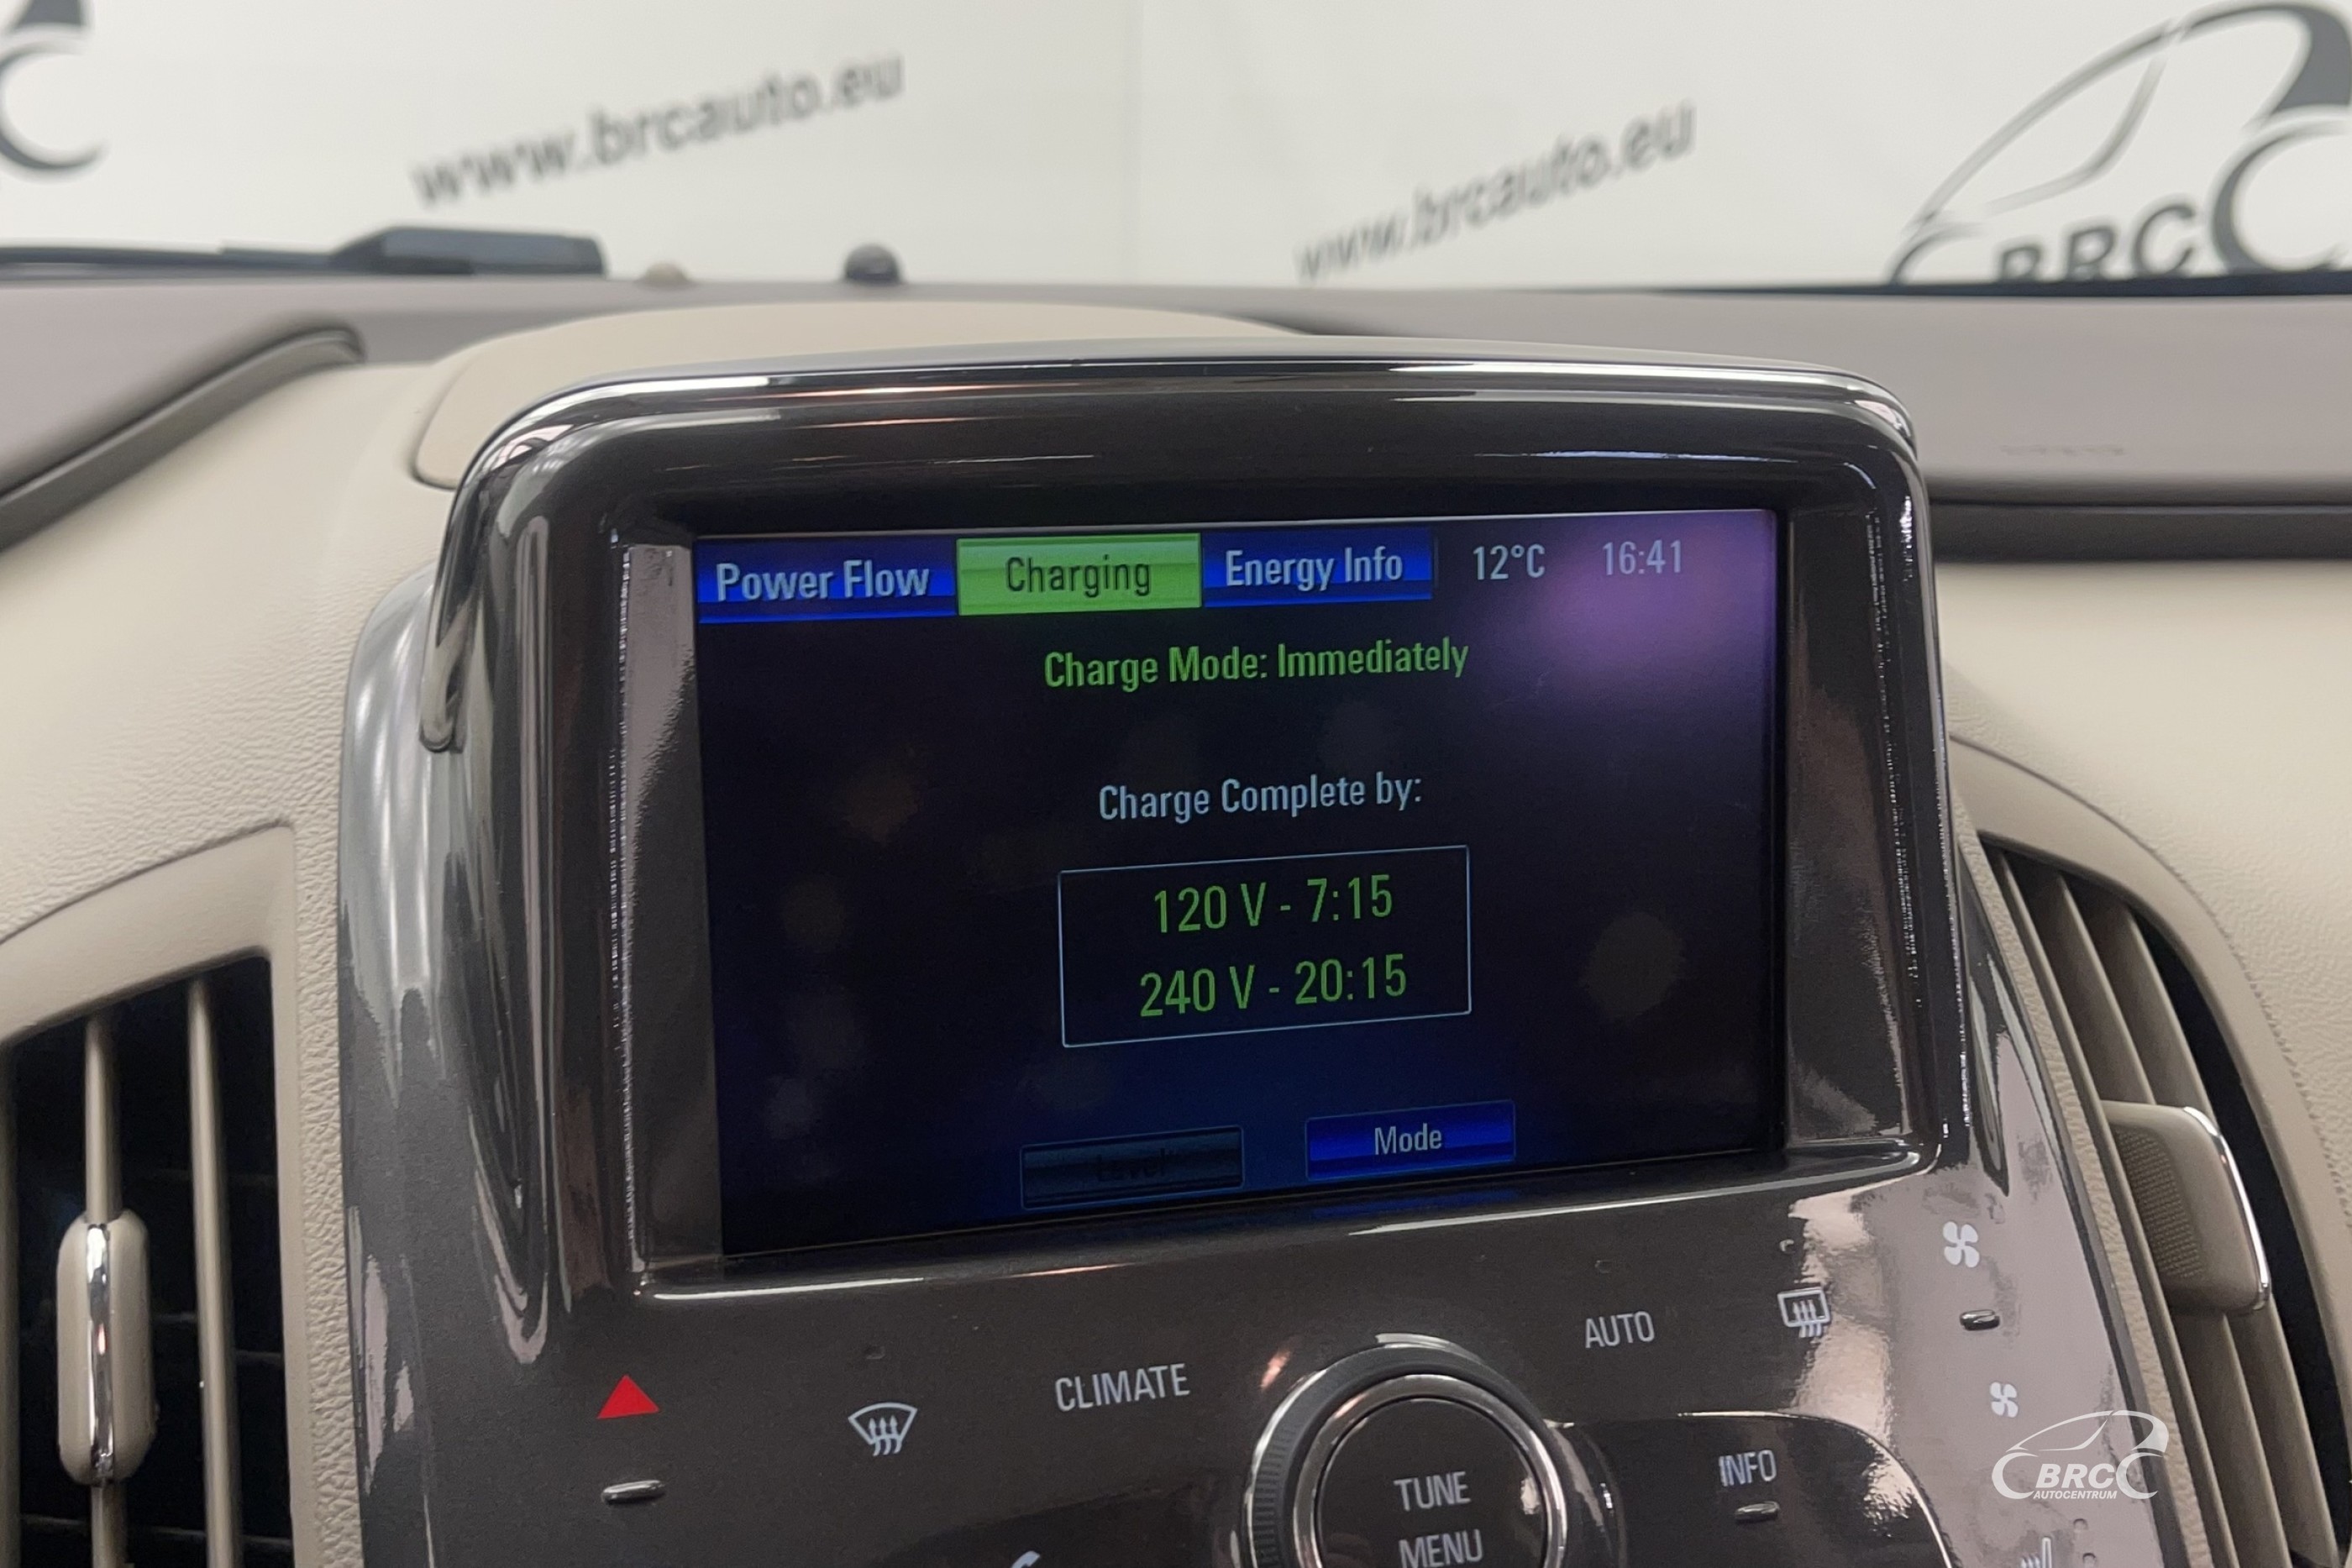 www.brcauto.eu
www.brcauto.eu
BRC
Power Flow Charging Energy Info 12°C 16:41
Charge Mode: Immediately
Charge Complete by:
120 V - 7:15
240 V - 20:15
Level
Mode
CLIMATE
AUTO
TUNE
MENU
INFO
BRC
AUTOCENTRUM